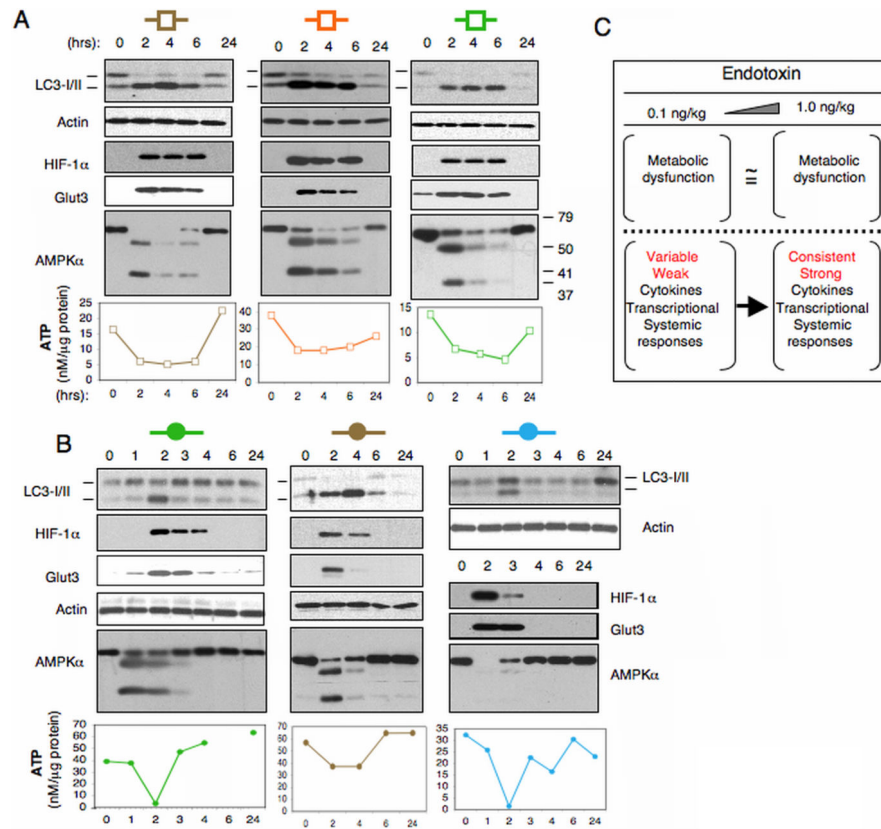 A
(hrs): 0 2 4 6 24 0 2 4 6 24 0 2 4 6 24
LC3-I/II
Actin
HIF-1α
Glut3
AMPKα
79
50
41
37
ATP
(nM/µg protein)
25
20
15
10
5
0
40
30
20
10
0
15
10
5
0
(hrs): 0 2 4 6 24 0 2 4 6 24 0 2 4 6 24
C
Endotoxin
0.1 ng/kg 1.0 ng/kg
Metabolic dysfunction ≅ Metabolic dysfunction
Variable Consistent
Weak Strong
Cytokines Cytokines
Transcriptional Transcriptional
Systemic Systemic
responses responses
B
0 1 2 3 4 6 24 0 2 4 6 24 0 1 2 3 4 6 24
LC3-I/II LC3-I/II
HIF-1α Actin
Glut3 0 2 3 4 6 24
Actin HIF-1α
Glut3
AMPKα AMPKα
ATP
(nM/µg protein)
70
60
50
40
30
20
10
0
70
60
50
40
30
20
10
0
35
30
25
20
15
10
5
0
0 1 2 3 4 6 24 0 2 4 6 24 0 1 2 3 4 6 24